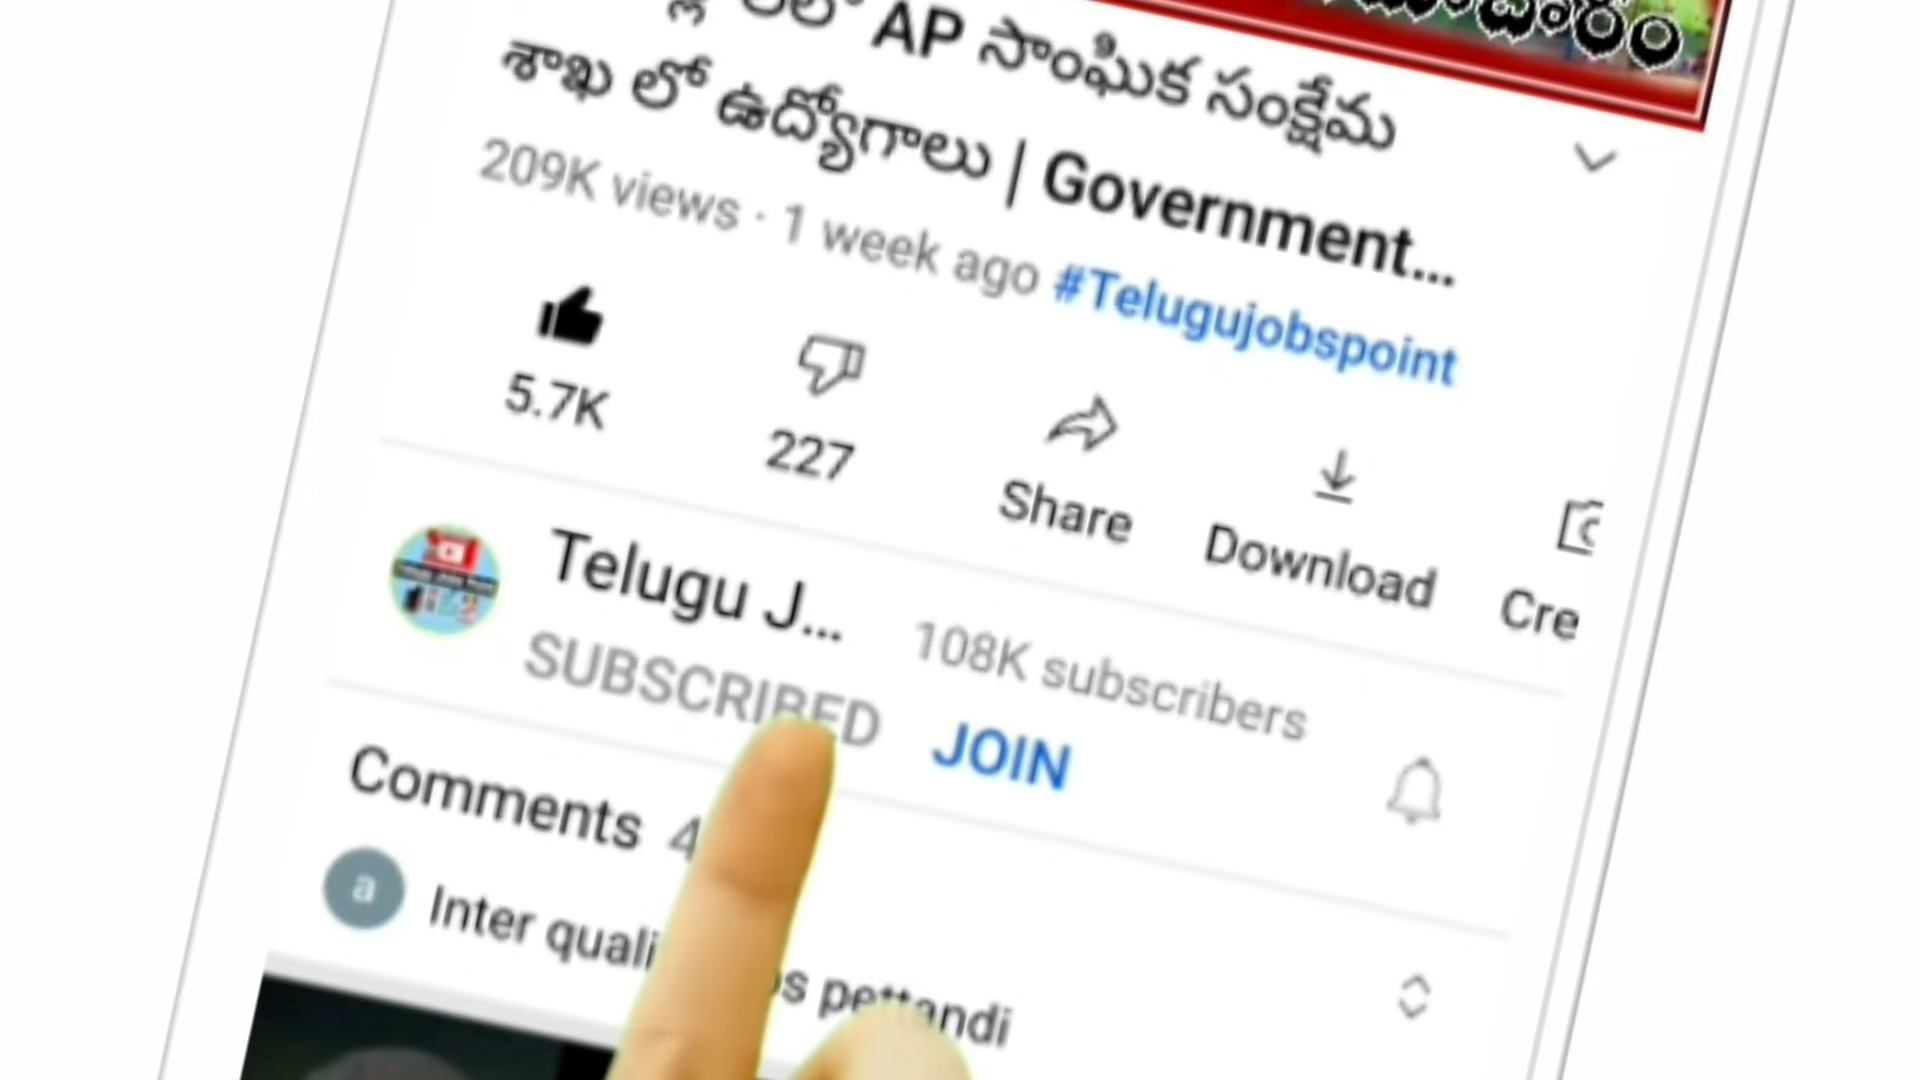 AP సాంఘిక సంక్షేమ
శాఖ లో ఉద్యోగాలు | Government...
209K views · 1 week ago #Telugujobspoint
5.7K
227
Share
Download
Cre
Telugu J...
108K subscribers
SUBSCRIBED
JOIN
Comments 4
a
Inter quali
pettandi